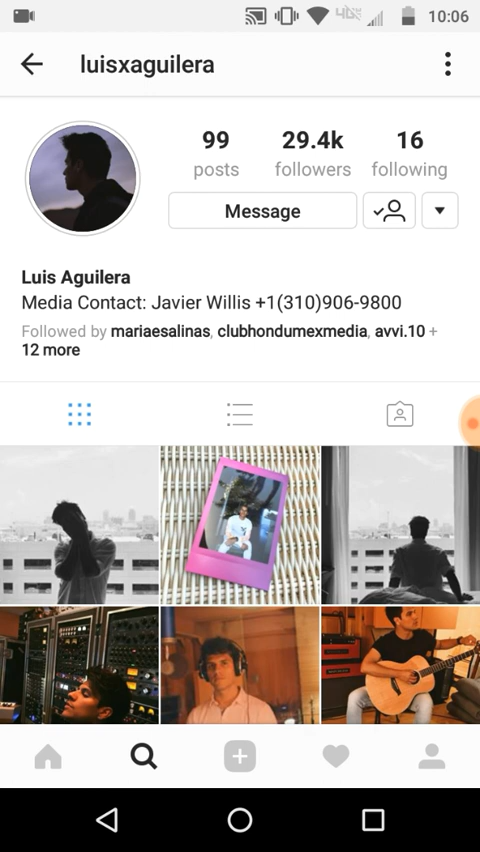 10:06
luisxaguilera
99 29.4k 16
posts followers following
Message
Luis Aguilera
Media Contact: Javier Willis +1(310)906-9800
Followed by mariaesalinas, clubhondumexmedia, avvi.10 +
12 more